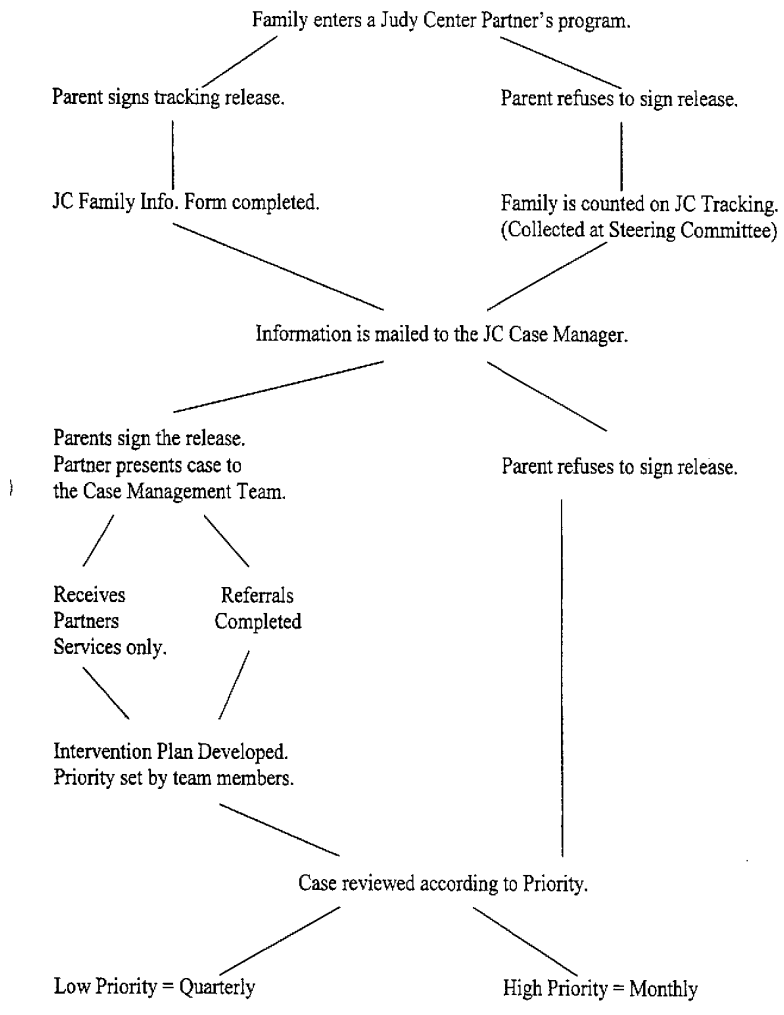 Family enters a Judy Center Partner's program.
Parent signs tracking release.
Parent refuses to sign release.
JC Family Info. Form completed.
Family is counted on JC Tracking.
(Collected at Steering Committee)
Information is mailed to the JC Case Manager.
Parents sign the release.
Partner presents case to
the Case Management Team.
Parent refuses to sign release.
Receives
Partners
Services only.
Referrals
Completed
Intervention Plan Developed.
Priority set by team members.
Case reviewed according to Priority.
Low Priority = Quarterly
High Priority = Monthly